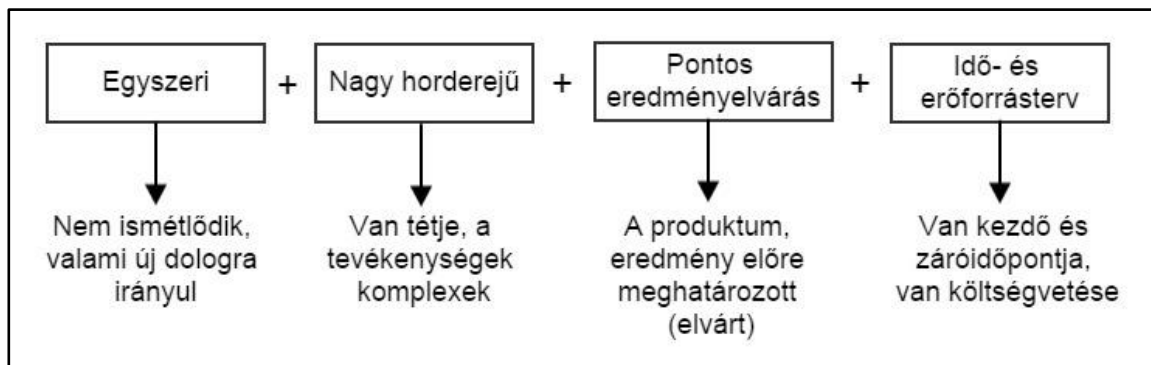 Egyszeri
+
Nagy horderejű
+
Pontos
eredményelvárás
+
Idő- és
erőforrásterv
Nem ismétlődik,
valami új dologra
irányul
Van tétje, a
tevékenységek
komplexek
A produktum,
eredmény előre
meghatározott
(elvárt)
Van kezdő és
záróidőpontja,
van költségvetése